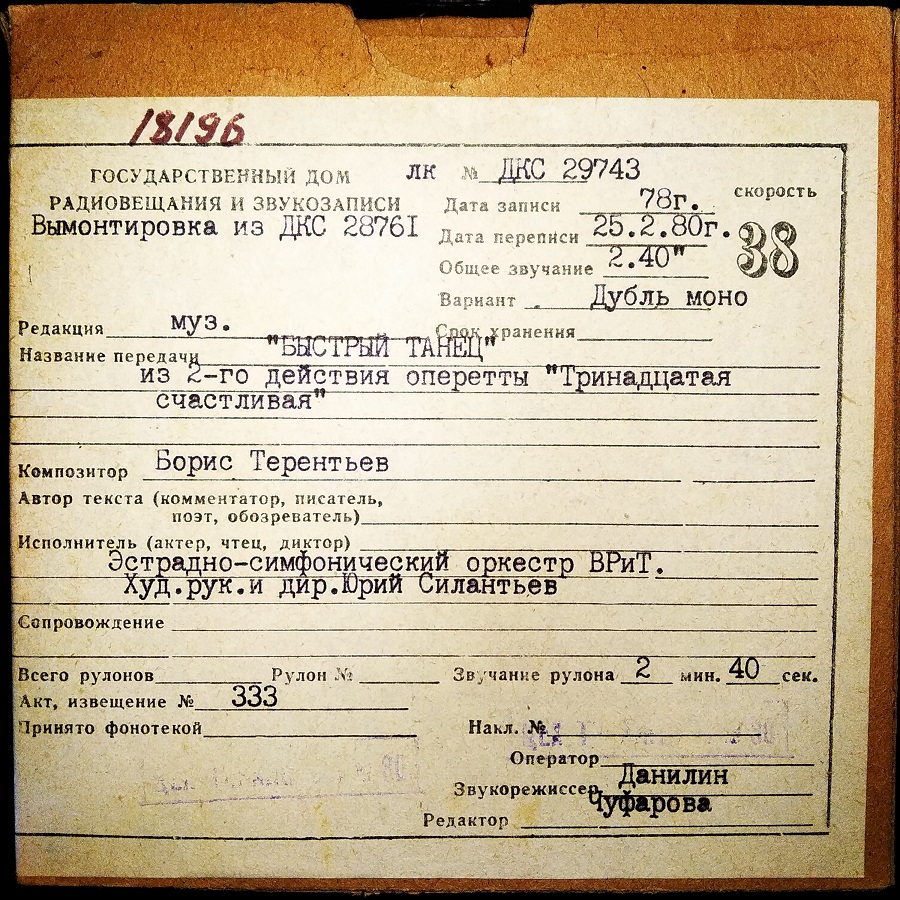 18196
ГОСУДАРСТВЕННЫЙ ДОМ
РАДИОВЕЩАНИЯ И ЗВУКОЗАПИСИ
Вымонтировка из ДКС 28761
ЛК № ДКС 29743
Дата записи 78г.
скорость
Дата переписи 25.2.80г.
38
Общее звучание 2.40"
Вариант Дубль моно
Редакция муз.
Срок хранения
Название передачи "БЫСТРЫЙ ТАНЕЦ"
из 2-го действия оперетты "Тринадцатая
счастливая"
Композитор Борис Терентьев
Автор текста (комментатор, писатель,
поэт, обозреватель)
Исполнитель (актер, чтец, диктор)
Эстрадно-симфонический оркестр ВРиТ.
Худ.рук.и дир.Юрий Силантьев
Сопровождение
Всего рулонов Рулон № Звучание рулона 2 мин. 40 сек.
Акт, извещение № 333
Принято фонотекой
Накл. №
Оператор
Данилин
Звукорежиссер
Чуфарова
Редактор